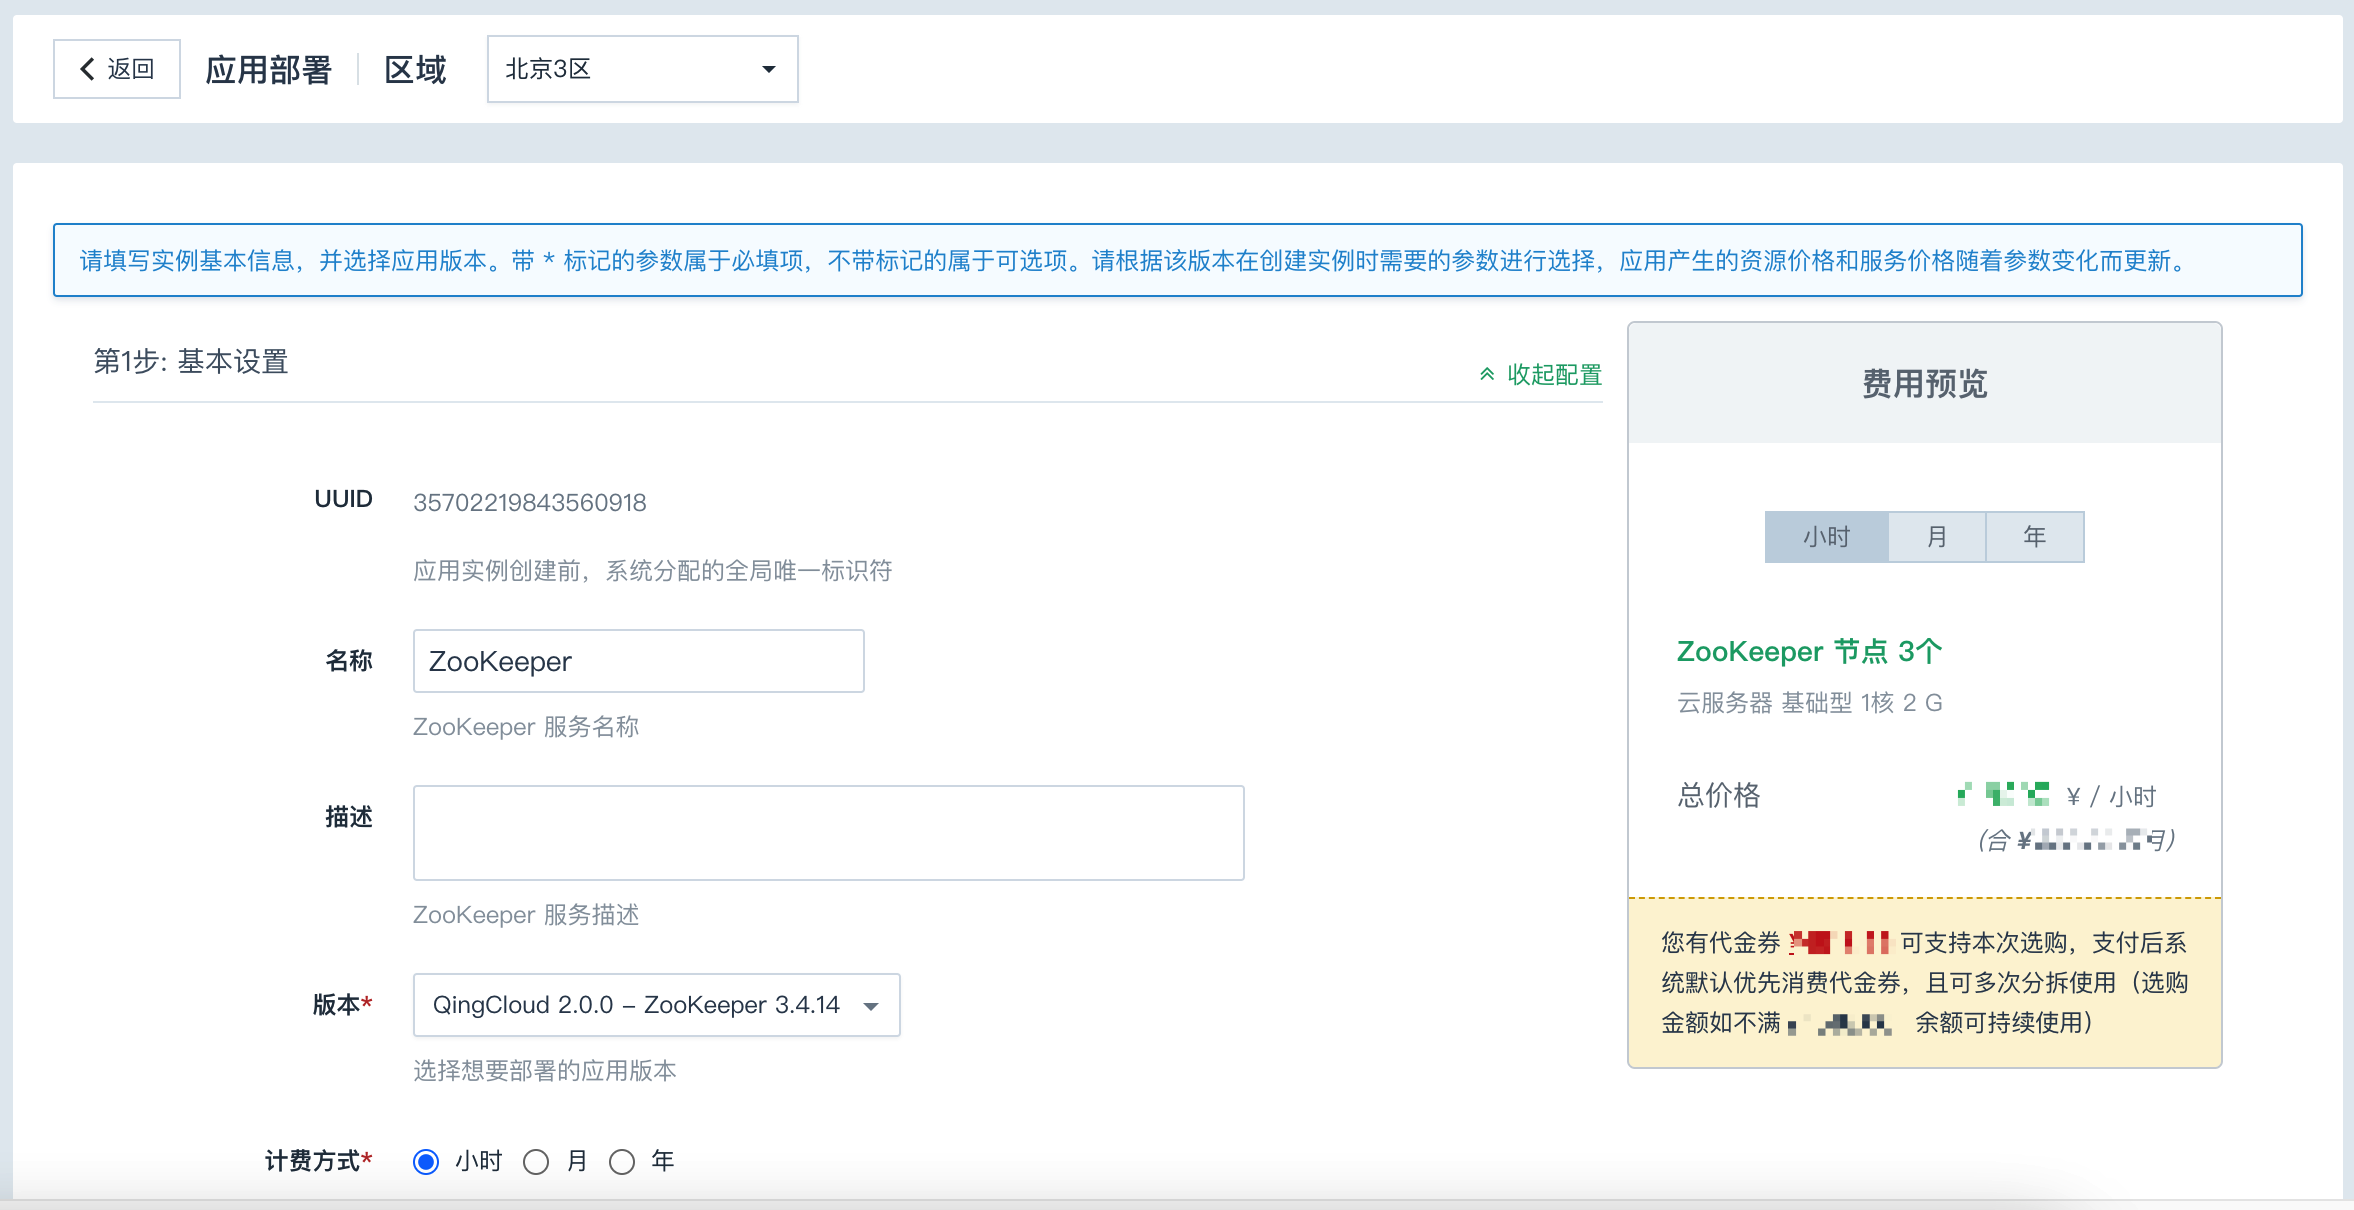 返回 应用部署 区域 北京3区
请填写实例基本信息，并选择应用版本。带 * 标记的参数属于必填项，不带标记的属于可选项。请根据该版本在创建实例时需要的参数进行选择，应用产生的资源价格和服务价格随着参数变化而更新。
第1步: 基本设置
收起配置
UUID 35702219843560918
应用实例创建前，系统分配的全局唯一标识符
名称 ZooKeeper
ZooKeeper 服务名称
描述
ZooKeeper 服务描述
版本* QingCloud 2.0.0 – ZooKeeper 3.4.14
选择想要部署的应用版本
计费方式* 小时 月 年
费用预览
小时 月 年
ZooKeeper 节点 3个
云服务器 基础型 1核 2 G
总价格 ¥ / 小时
(合 ¥ 月)
您有代金券 可支持本次选购，支付后系
统默认优先消费代金券，且可多次分拆使用（选购
金额如不满 余额可持续使用）